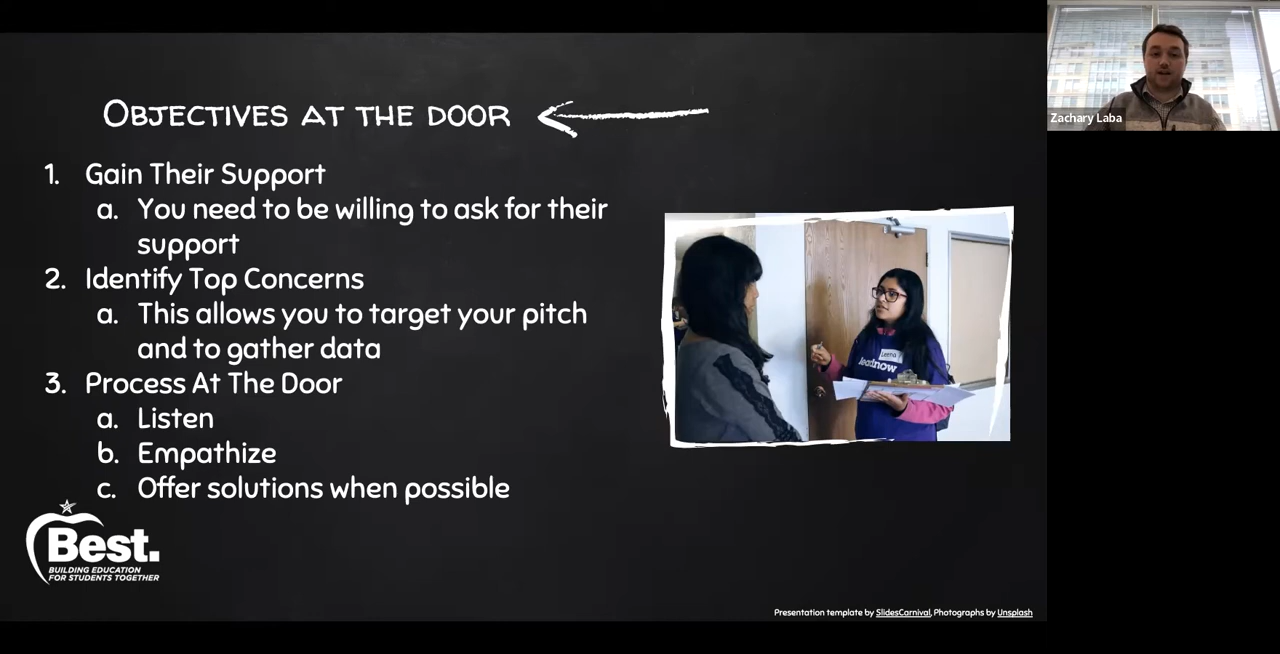 OBJECTIVES AT THE DOOR
1. Gain Their Support
a. You need to be willing to ask for their
support
2. Identify Top Concerns
a. This allows you to target your pitch
and to gather data
3. Process At The Door
a. Listen
b. Empathize
c. Offer solutions when possible
Zachary Laba
Leena
leadnow
Best.
BUILDING EDUCATION
FOR STUDENTS TOGETHER
Presentation template by SlidesCarnival, Photographs by Unsplash